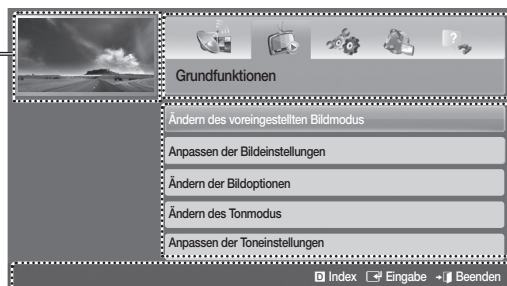 Grundfunktionen
Ändern des voreingestellten Bildmodus
Anpassen der Bildeinstellungen
Ändern der Bildoptionen
Ändern des Tonmodus
Anpassen der Toneinstellungen
D Index Eingabe Beenden